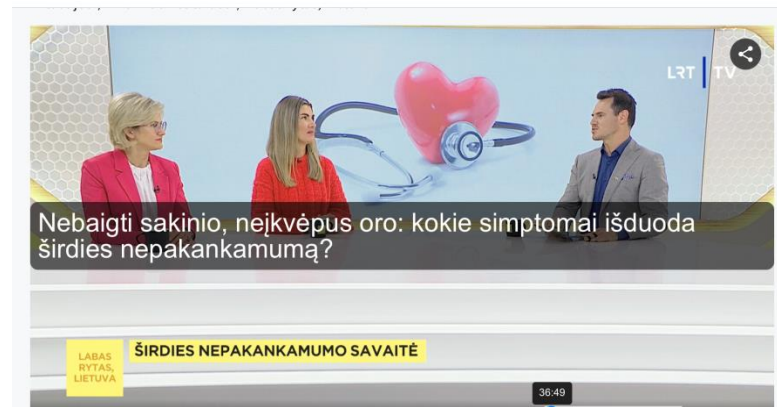 LRT TV
Nebaigti sakinio, neįkvėpus oro: kokie simptomai išduoda
širdies nepakankamumą?
LABAS
RYTAS,
LIETUVA
ŠIRDIES NEPAKANKAMUMO SAVAITĖ
36:49